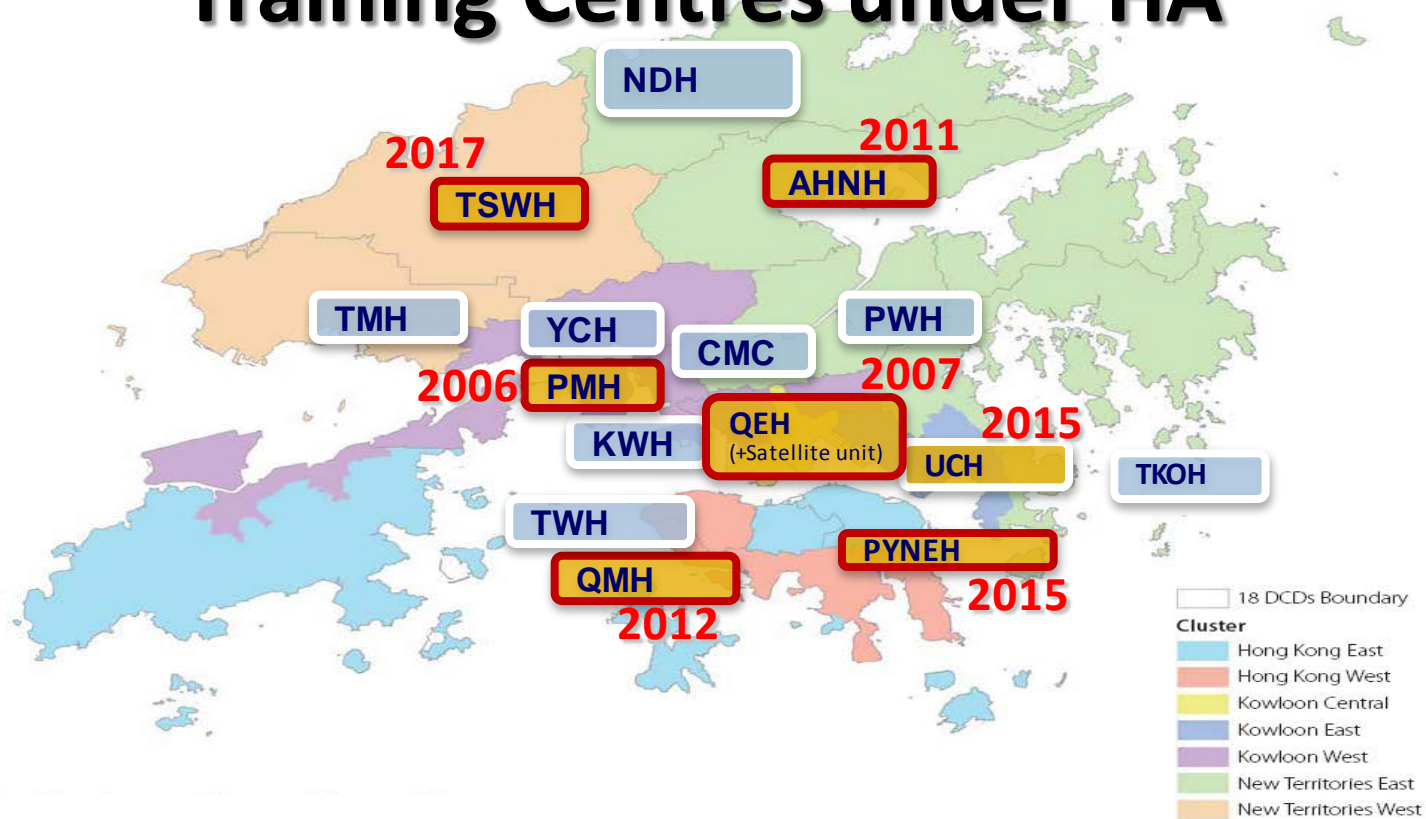 Training Centres under HA
NDH
2011
2017
AHNH
TSWH
TMH
YCH
PWH
CMC
2006
PMH
2007
QEH
(+Satellite unit)
2015
KWH
UCH
TKOH
TWH
PYNEH
QMH
2015
2012
18 DCDs Boundary
Cluster
Hong Kong East
Hong Kong West
Kowloon Central
Kowloon East
Kowloon West
New Territories East
New Territories West